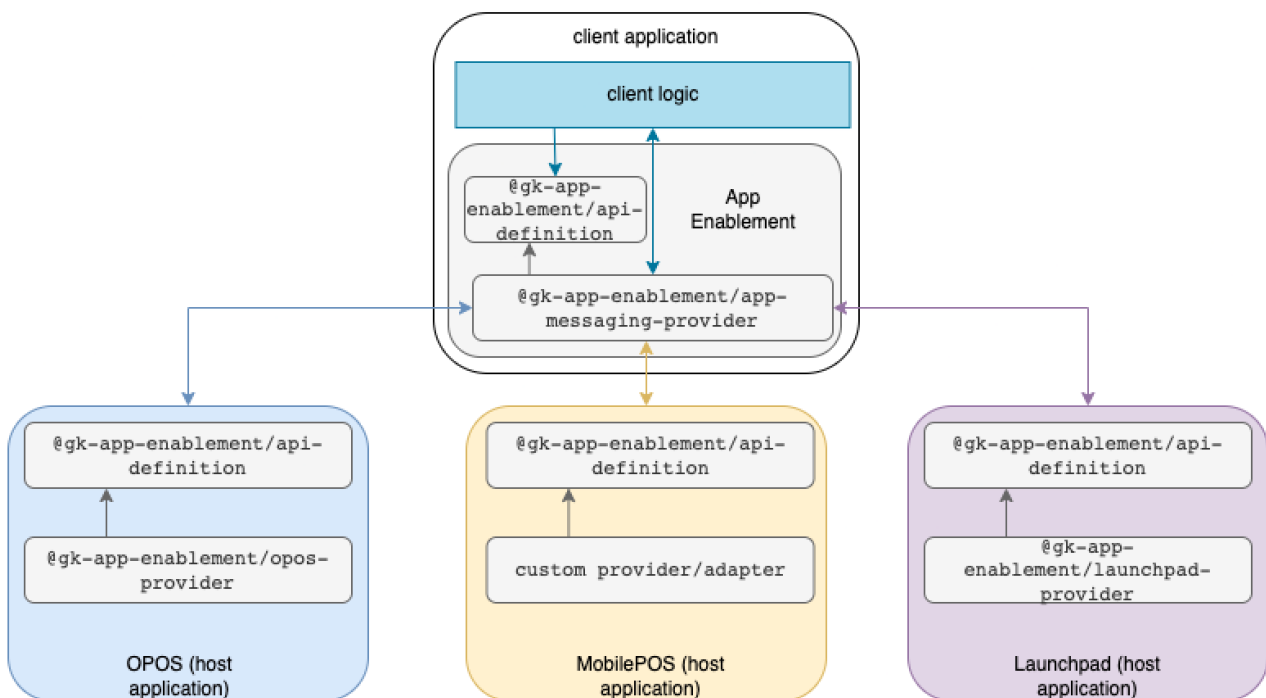 client application
client logic
@gk-app-
enablement/api-
definition
App
Enablement
@gk-app-enablement/app-
messaging-provider
@gk-app-enablement/api-
definition
@gk-app-enablement/opos-
provider
OPOS (host
application)
@gk-app-enablement/api-
definition
custom provider/adapter
MobilePOS (host
application)
@gk-app-enablement/api-
definition
@gk-app-
enablement/launchpad-
provider
Launchpad (host
application)